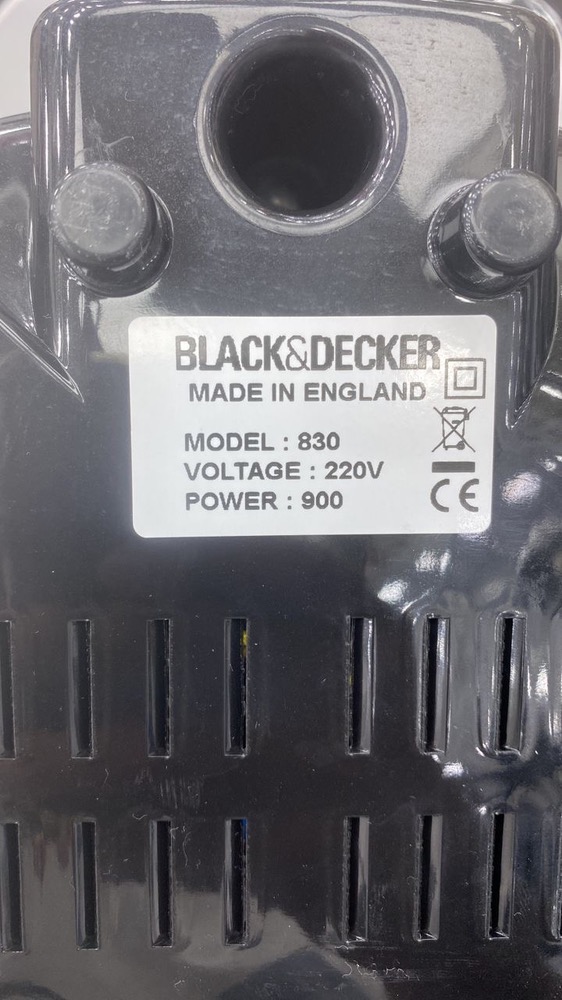 BLACK&DECKER
MADE IN ENGLAND
MODEL : 830
VOLTAGE : 220V
POWER : 900
CE